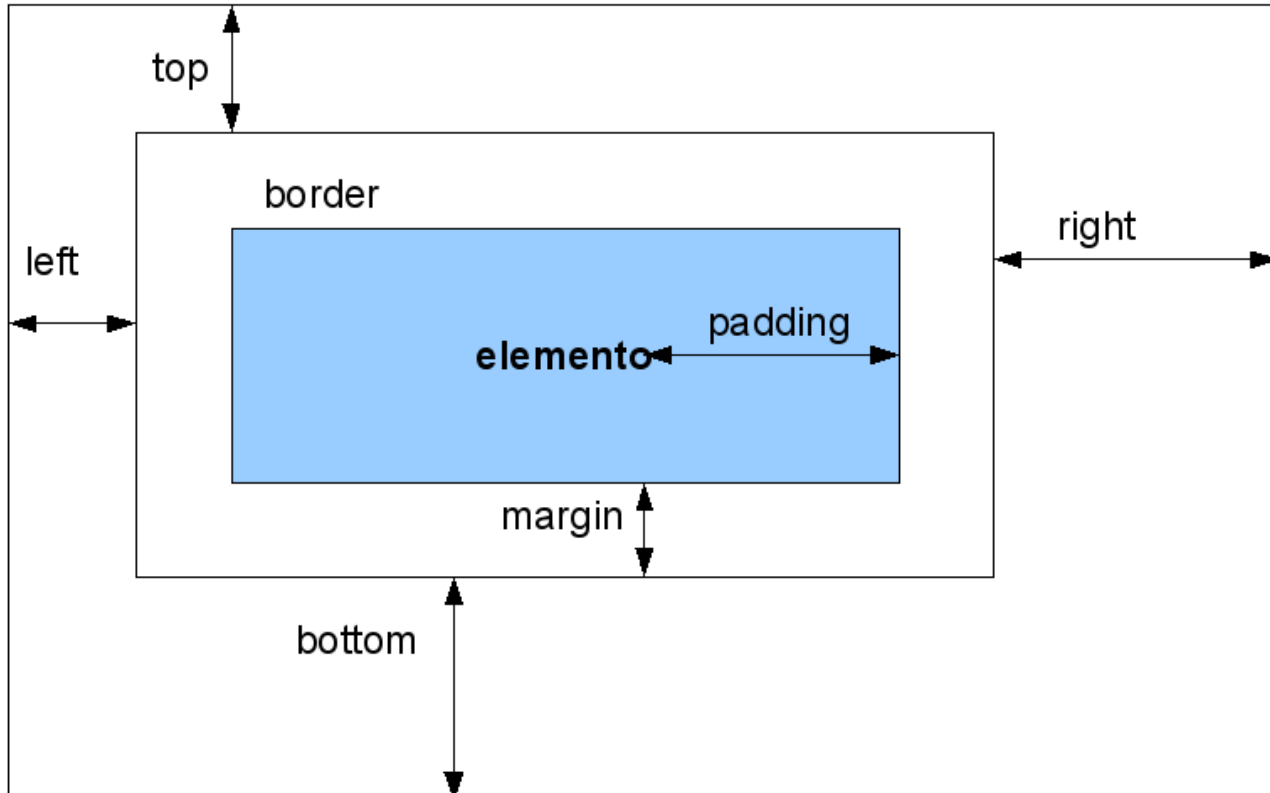 top
border
right
left
padding
elemento
margin
bottom